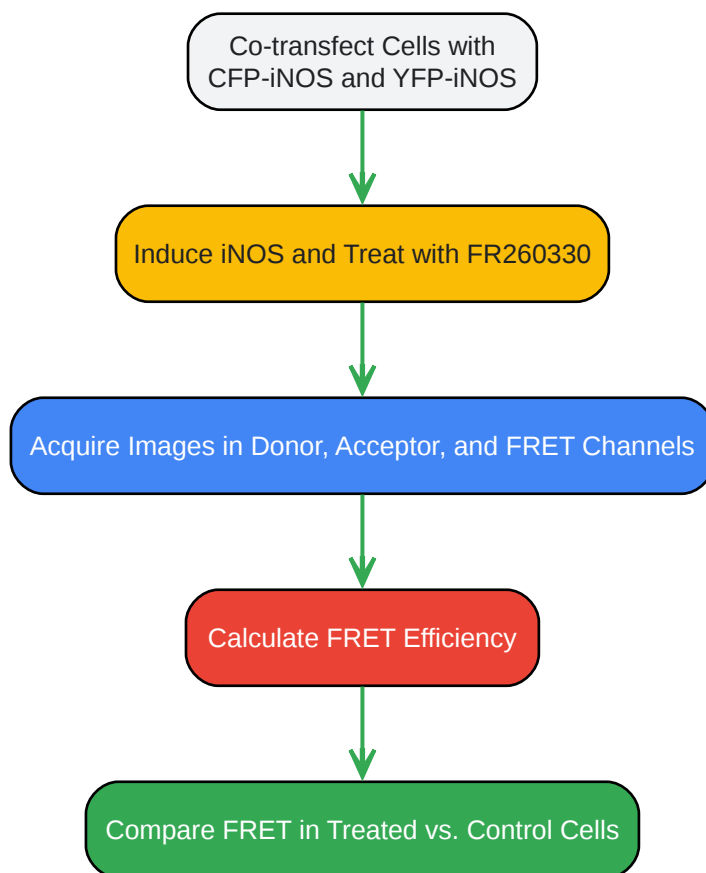 Co-transfect Cells with
CFP-iNOS and YFP-iNOS
Induce iNOS and Treat with FR260330
Acquire Images in Donor, Acceptor, and FRET Channels
Calculate FRET Efficiency
Compare FRET in Treated vs. Control Cells